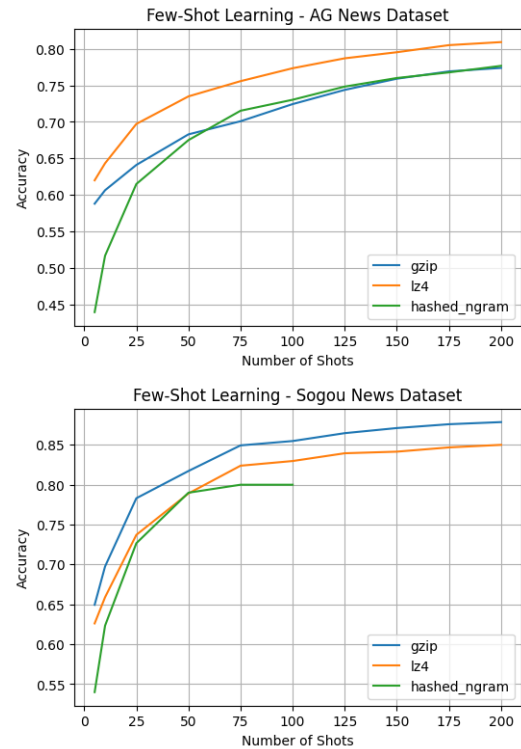 Few-Shot Learning - AG News Dataset
0.80
0.75
0.70
0.65
0.60
0.55
0.50
0.45
Accuracy
gzip
lz4
hashed_ngram
0 25 50 75 100 125 150 175 200
Number of Shots
Few-Shot Learning - Sogou News Dataset
0.85
0.80
0.75
0.70
0.65
0.60
0.55
Accuracy
gzip
lz4
hashed_ngram
0 25 50 75 100 125 150 175 200
Number of Shots